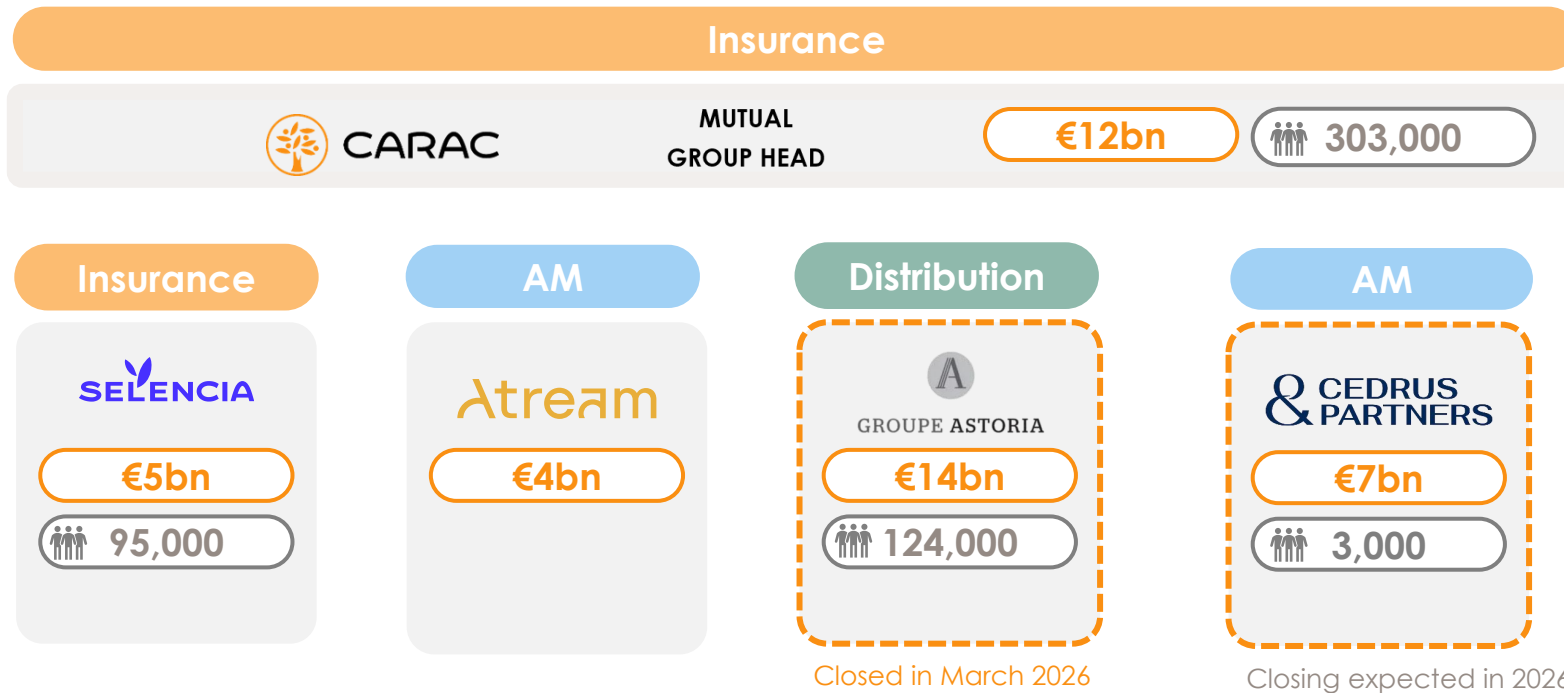 Insurance
CARAC
MUTUAL
GROUP HEAD
€12bn
303,000
Insurance
SELENCIA
€5bn
95,000
AM
Atream
€4bn
Distribution
A
GROUPE ASTORIA
€14bn
124,000
Closed in March 2026
AM
& CEDRUS
PARTNERS
€7bn
3,000
Closing expected in 2026